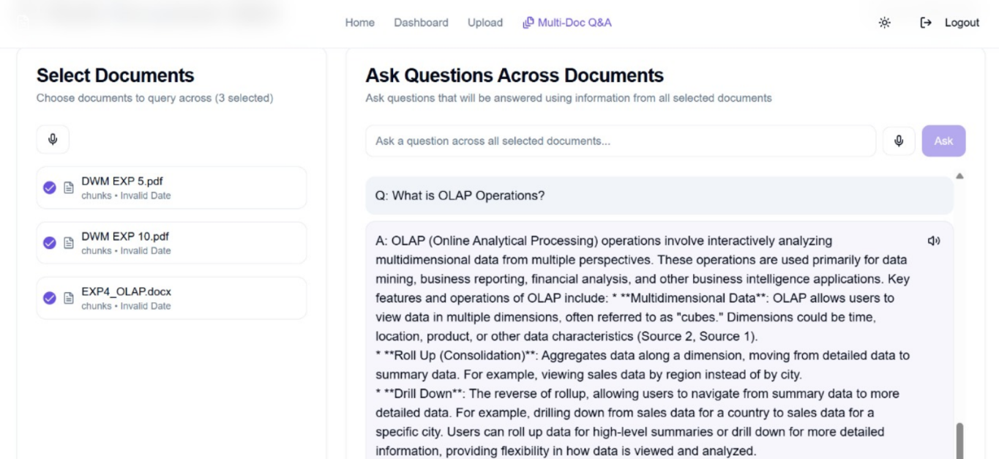 Home Dashboard Upload Multi-Doc Q&A Logout
Select Documents
Choose documents to query across (3 selected)
DWM EXP 5.pdf
chunks • Invalid Date
DWM EXP 10.pdf
chunks • Invalid Date
EXP4_OLAP.docx
chunks • Invalid Date
Ask Questions Across Documents
Ask questions that will be answered using information from all selected documents
Ask a question across all selected documents... Ask
Q: What is OLAP Operations?
A: OLAP (Online Analytical Processing) operations involve interactively analyzing
multidimensional data from multiple perspectives. These operations are used primarily for data
mining, business reporting, financial analysis, and other business intelligence applications. Key
features and operations of OLAP include: * **Multidimensional Data**: OLAP allows users to
view data in multiple dimensions, often referred to as "cubes." Dimensions could be time,
location, product, or other data characteristics (Source 2, Source 1).
* **Roll Up (Consolidation)**: Aggregates data along a dimension, moving from detailed data to
summary data. For example, viewing sales data by region instead of by city.
* **Drill Down**: The reverse of rollup, allowing users to navigate from summary data to more
detailed data. For example, drilling down from sales data for a country to sales data for a
specific city. Users can roll up data for high-level summaries or drill down for more detailed
information, providing flexibility in how data is viewed and analyzed.